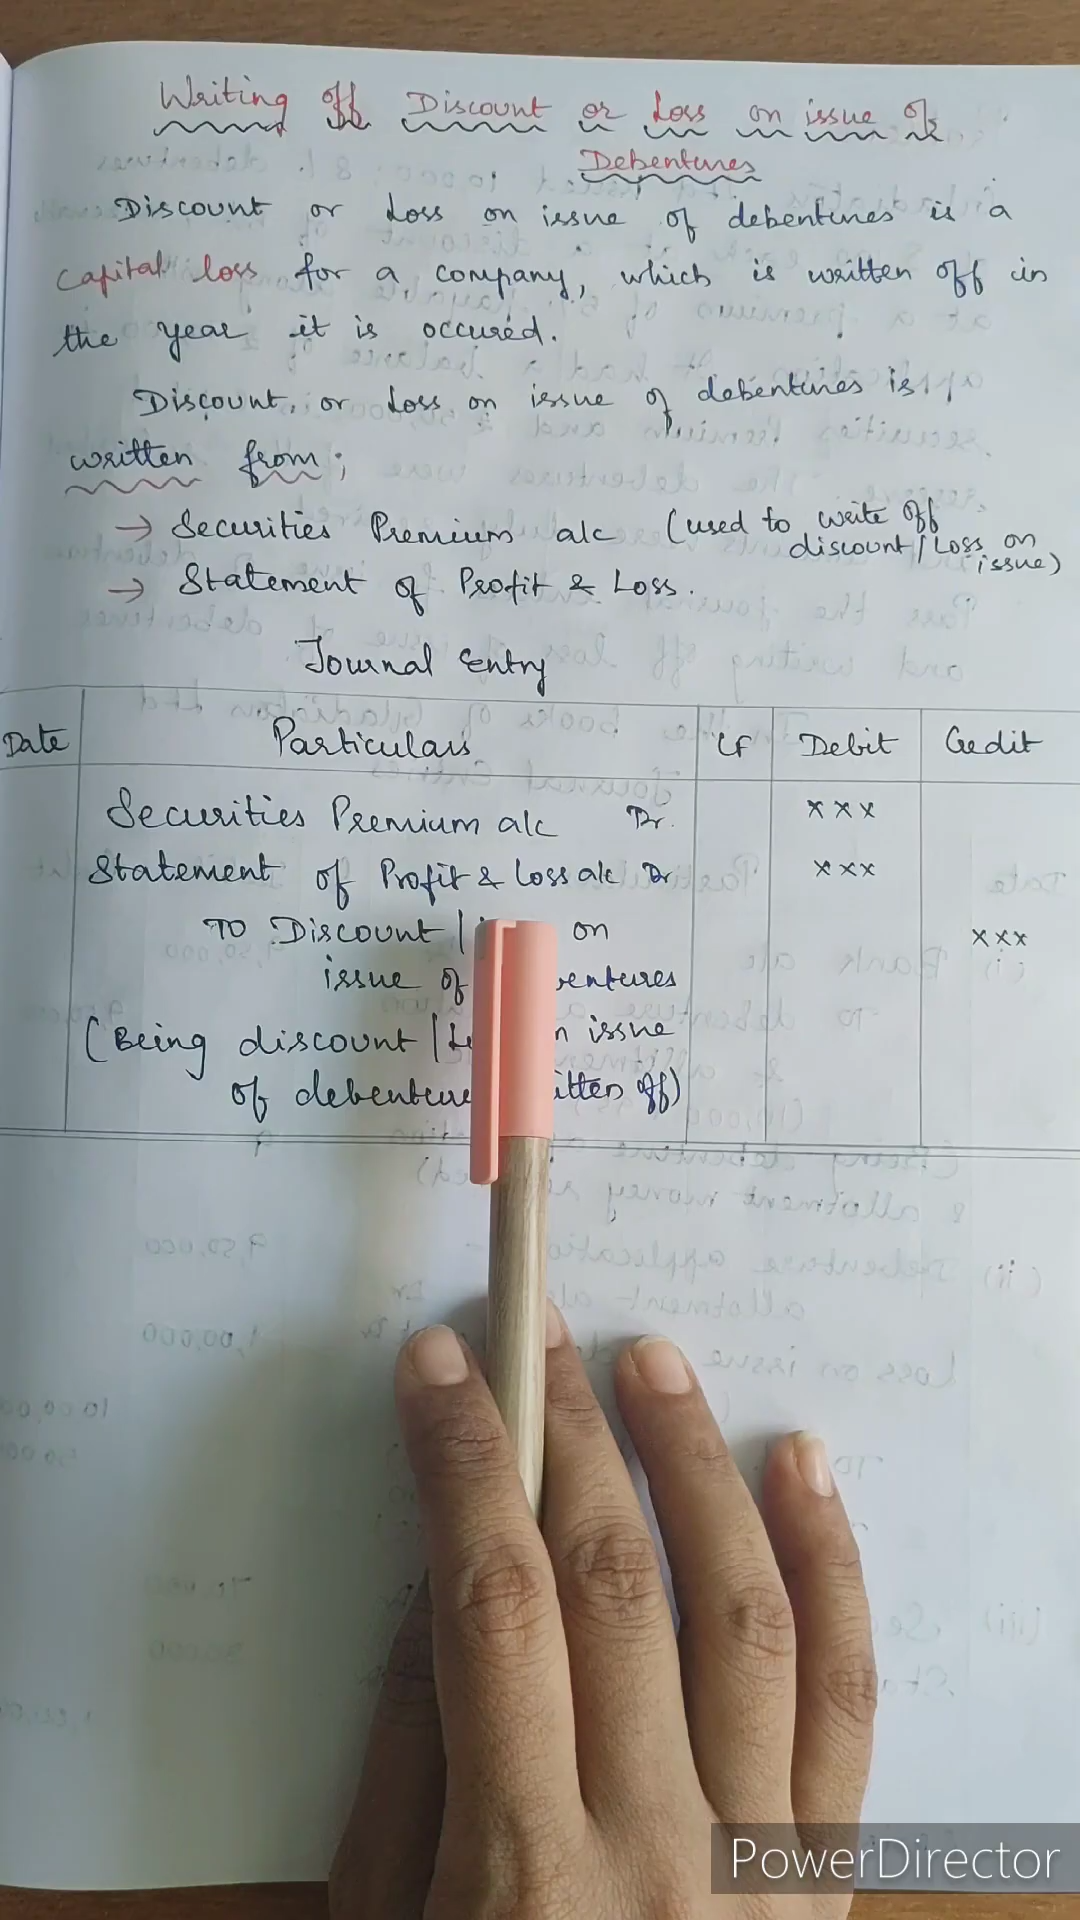 Writing off Discount or Loss on issue of
Debentures
Discount or Loss on issue of debentures is a
capital loss for a company, which is written off in
the year it is occured.
Discount or Loss on issue of debentures is
written from;
→ Securities Premium a/c (used to write off
discount/Loss on
issue)
→ Statement of Profit & Loss.
Journal Entry
Date Particulars LF Debit Credit
Securities Premium a/c Dr. xxx
Statement of Profit & Loss a/c Dr xxx
To Discount / on xxx
issue of entures
(Being discount / issue
of debenture itten off)
PowerDirector